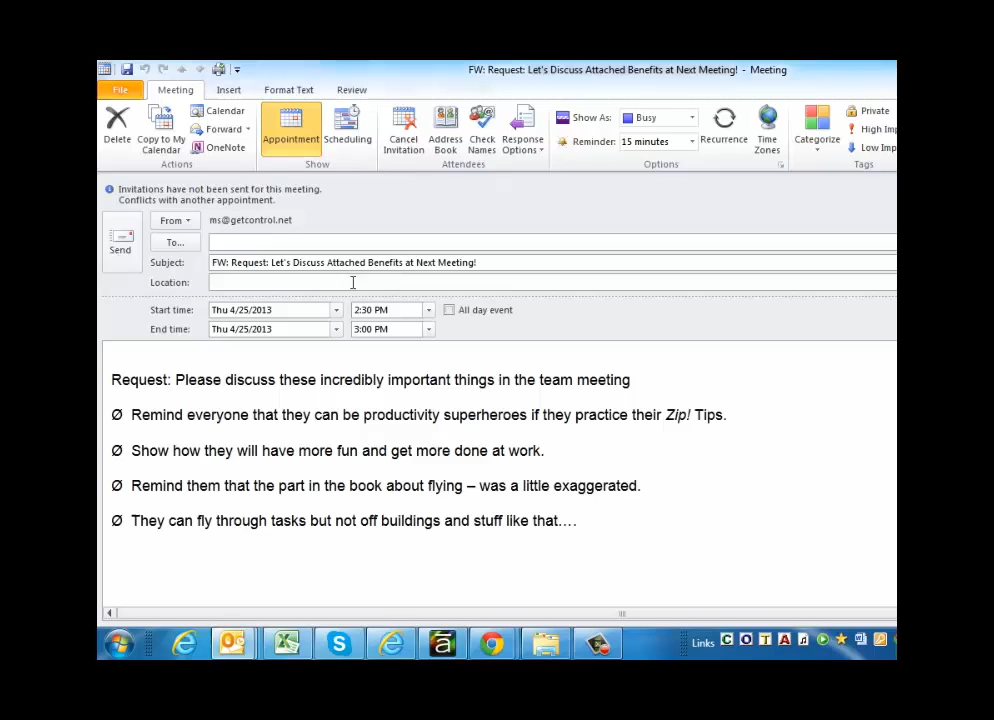 FW: Request: Let's Discuss Attached Benefits at Next Meeting! - Meeting
File Meeting Insert Format Text Review
Delete
Copy to My Calendar
Calendar
Forward
OneNote
Actions
Appointment
Scheduling
Show
Cancel Invitation
Address Book
Check Names
Response Options
Attendees
Show As: Busy
Reminder: 15 minutes
Recurrence
Time Zones
Options
Categorize
Private
High Imp
Low Imp
Tags
Invitations have not been sent for this meeting.
Conflicts with another appointment.
Send
From ms@getcontrol.net
To...
Subject: FW: Request: Let's Discuss Attached Benefits at Next Meeting!
Location:
Start time: Thu 4/25/2013 2:30 PM All day event
End time: Thu 4/25/2013 3:00 PM
Request: Please discuss these incredibly important things in the team meeting
Ø Remind everyone that they can be productivity superheroes if they practice their Zip! Tips.
Ø Show how they will have more fun and get more done at work.
Ø Remind them that the part in the book about flying – was a little exaggerated.
Ø They can fly through tasks but not off buildings and stuff like that….
Links C O T A